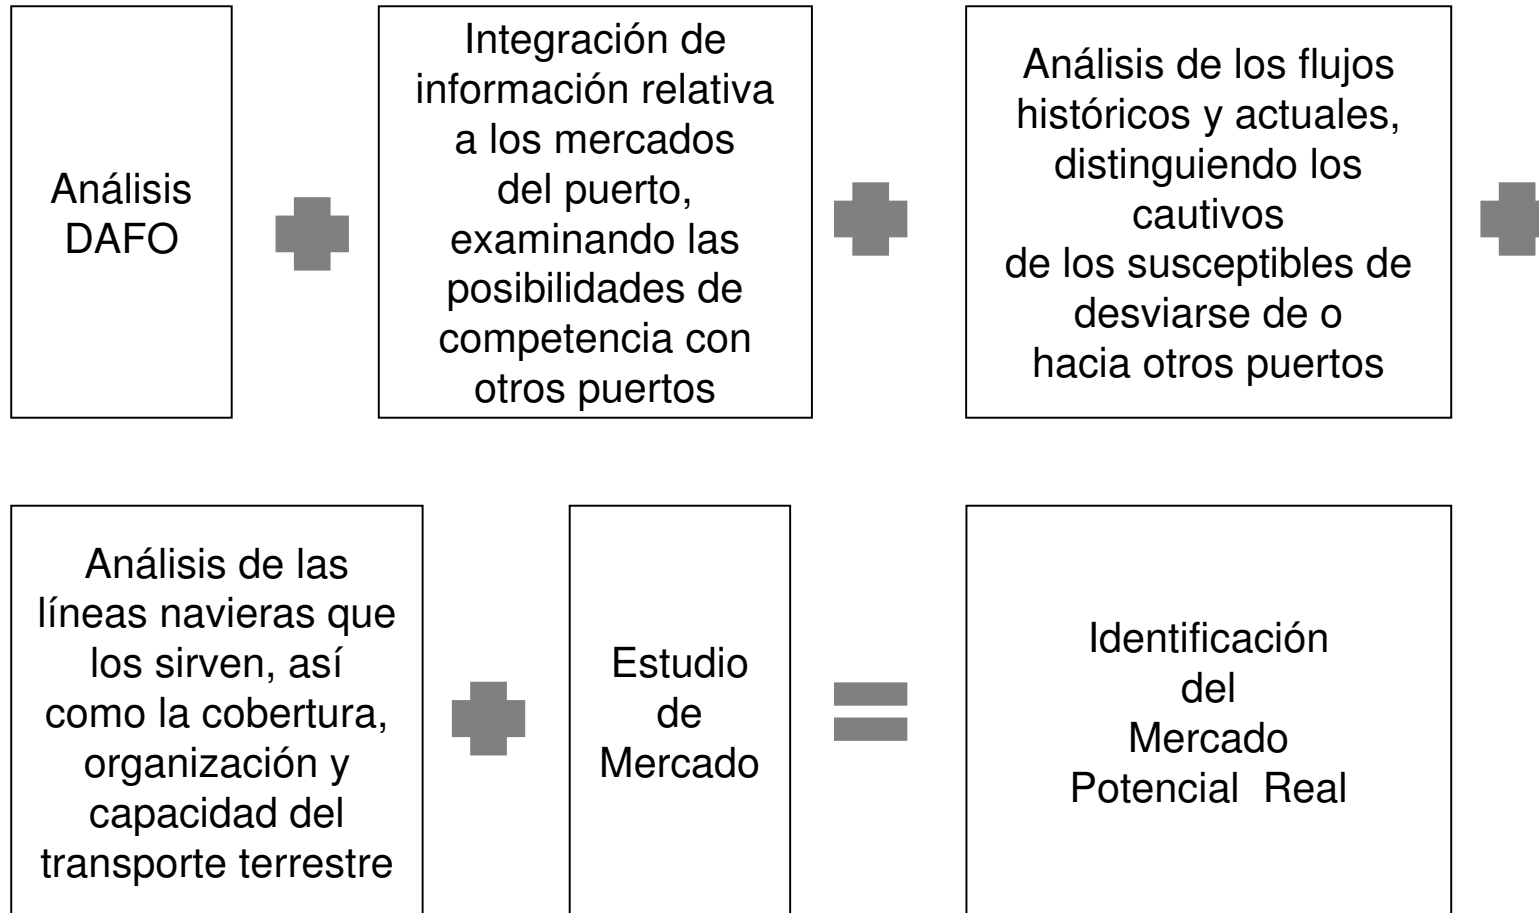 Análisis
DAFO
Integración de
información relativa
a los mercados
del puerto,
examinando las
posibilidades de
competencia con
otros puertos
Análisis de los flujos
históricos y actuales,
distinguiendo los
cautivos
de los susceptibles de
desviarse de o
hacia otros puertos
Análisis de las
líneas navieras que
los sirven, así
como la cobertura,
organización y
capacidad del
transporte terrestre
Estudio
de
Mercado
Identificación
del
Mercado
Potencial Real